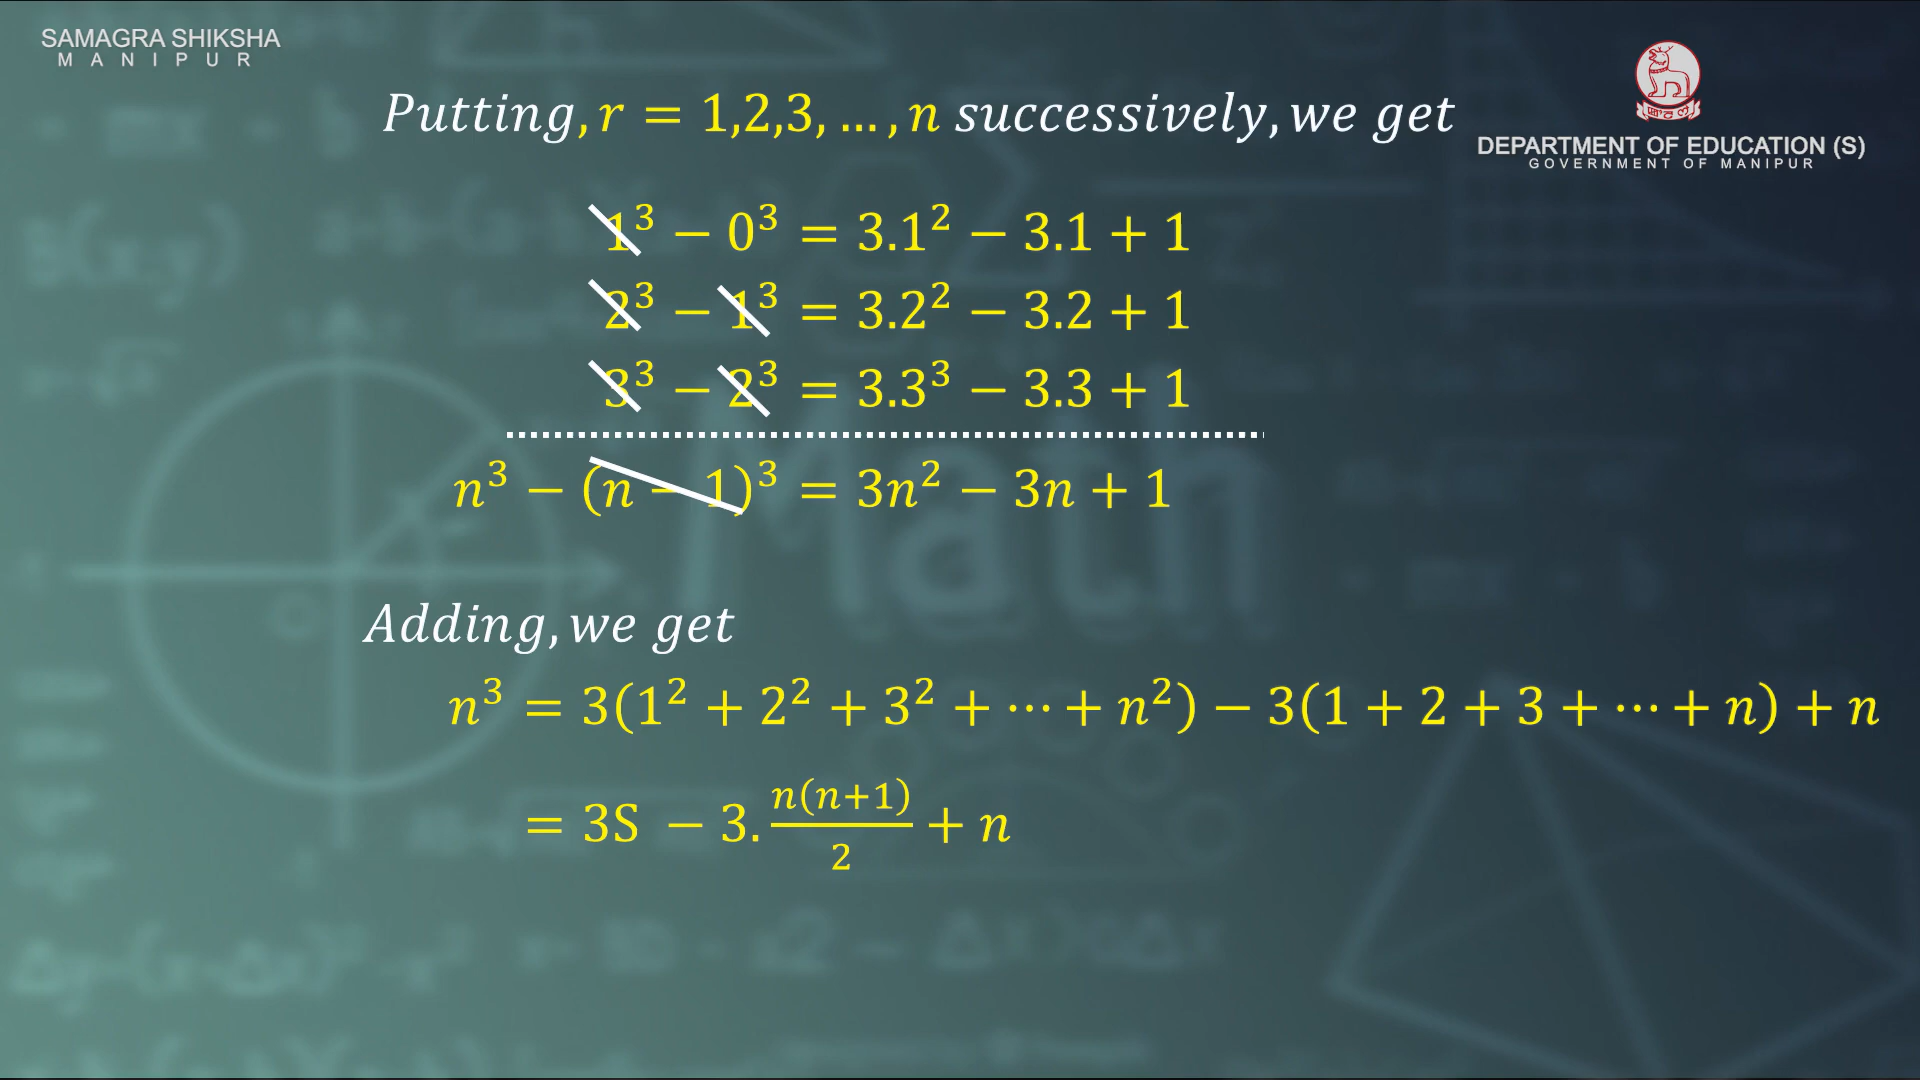 SAMAGRA SHIKSHA
MANIPUR
DEPARTMENT OF EDUCATION (S)
GOVERNMENT OF MANIPUR
Putting, r = 1,2,3, … , n successively, we get
1³ − 0³ = 3.1² − 3.1 + 1
2³ − 1³ = 3.2² − 3.2 + 1
3³ − 2³ = 3.3³ − 3.3 + 1
n³ − (n − 1)³ = 3n² − 3n + 1
Adding, we get
n³ = 3(1² + 2² + 3² + ⋯ + n²) − 3(1 + 2 + 3 + ⋯ + n) + n
= 3S − 3. n(n+1)/2 + n
Math